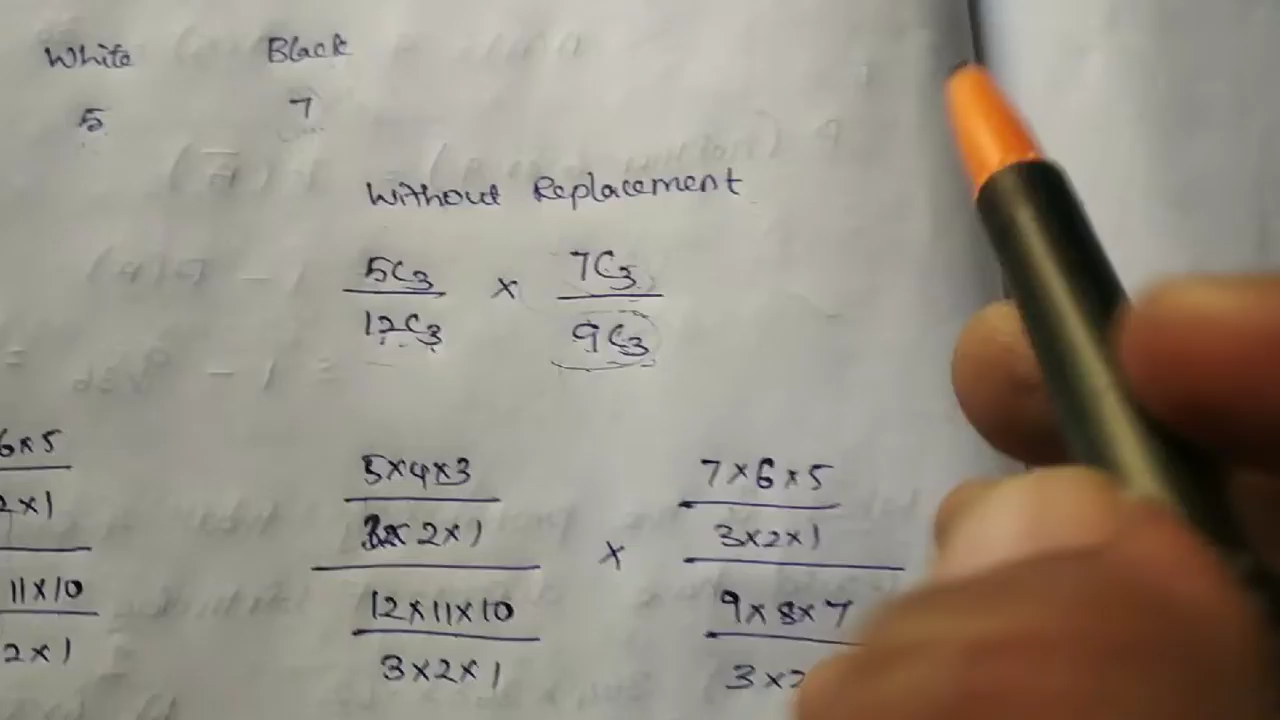 White Black
5 7
Without Replacement
5C3 / 12C3 × 7C3 / 9C3
6×5 5×4×3 7×6×5
2×1 3×2×1 × 3×2×1
11×10 12×11×10 9×8×7
2×1 3×2×1 3×2